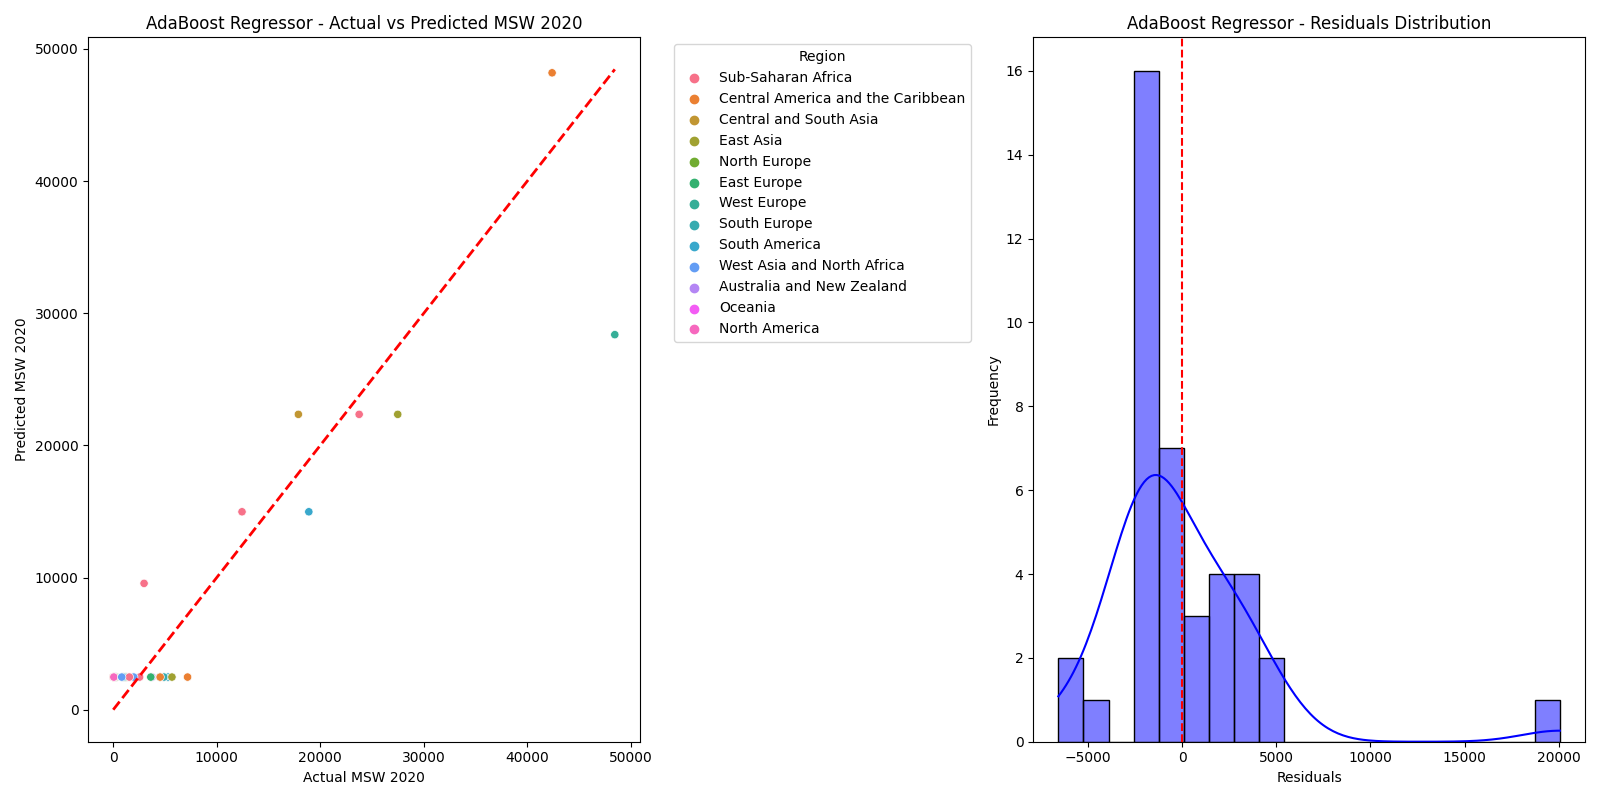 AdaBoost Regressor - Actual vs Predicted MSW 2020
50000
40000
30000
20000
10000
0
Predicted MSW 2020
0 10000 20000 30000 40000 50000
Actual MSW 2020
Region
Sub-Saharan Africa
Central America and the Caribbean
Central and South Asia
East Asia
North Europe
East Europe
West Europe
South Europe
South America
West Asia and North Africa
Australia and New Zealand
Oceania
North America
AdaBoost Regressor - Residuals Distribution
16
14
12
10
8
6
4
2
0
Frequency
−5000 0 5000 10000 15000 20000
Residuals